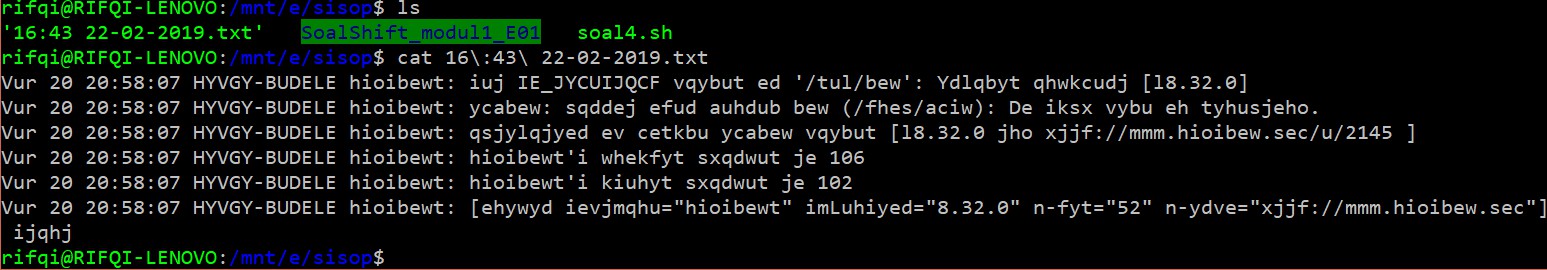 rifqi@RIFQI-LENOVO:/mnt/e/sisop$ ls
'16:43 22-02-2019.txt'   SoalShift_modul1_E01   soal4.sh
rifqi@RIFQI-LENOVO:/mnt/e/sisop$ cat 16\:43\ 22-02-2019.txt
Vur 20 20:58:07 HYVGY-BUDELE hioibewt: iuj IE_JYCUIJQCF vqybut ed '/tul/bew': Ydlqbyt qhwkcudj [l8.32.0]
Vur 20 20:58:07 HYVGY-BUDELE hioibewt: ycabew: sqddej efud auhdub bew (/fhes/aciw): De iksx vybu eh tyhusjeho.
Vur 20 20:58:07 HYVGY-BUDELE hioibewt: qsjylqjyed ev cetkbu ycabew vqybut [l8.32.0 jho xjjf://mmm.hioibew.sec/u/2145 ]
Vur 20 20:58:07 HYVGY-BUDELE hioibewt: hioibewt'i whekfyt sxqdwut je 106
Vur 20 20:58:07 HYVGY-BUDELE hioibewt: hioibewt'i kiuhyt sxqdwut je 102
Vur 20 20:58:07 HYVGY-BUDELE hioibewt: [ehywyd ievjmqhu="hioibewt" imLuhiyed="8.32.0" n-fyt="52" n-ydve="xjjf://mmm.hioibew.sec"]
 ijqhj
rifqi@RIFQI-LENOVO:/mnt/e/sisop$